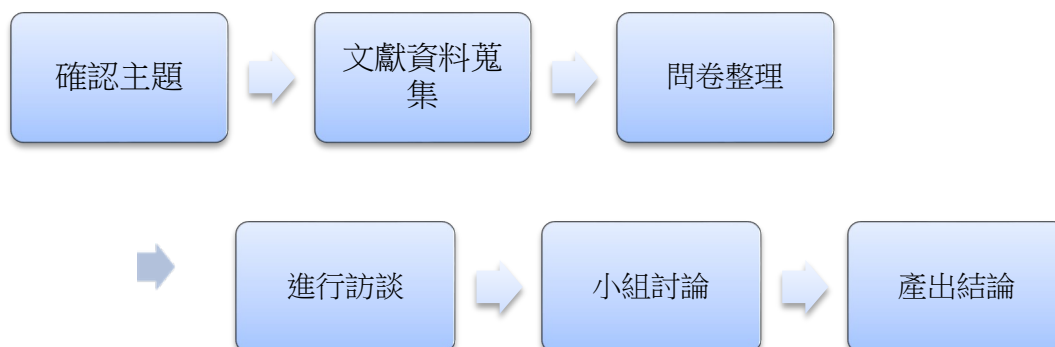 確認主題
文獻資料蒐
集
問卷整理
進行訪談
小組討論
產出結論